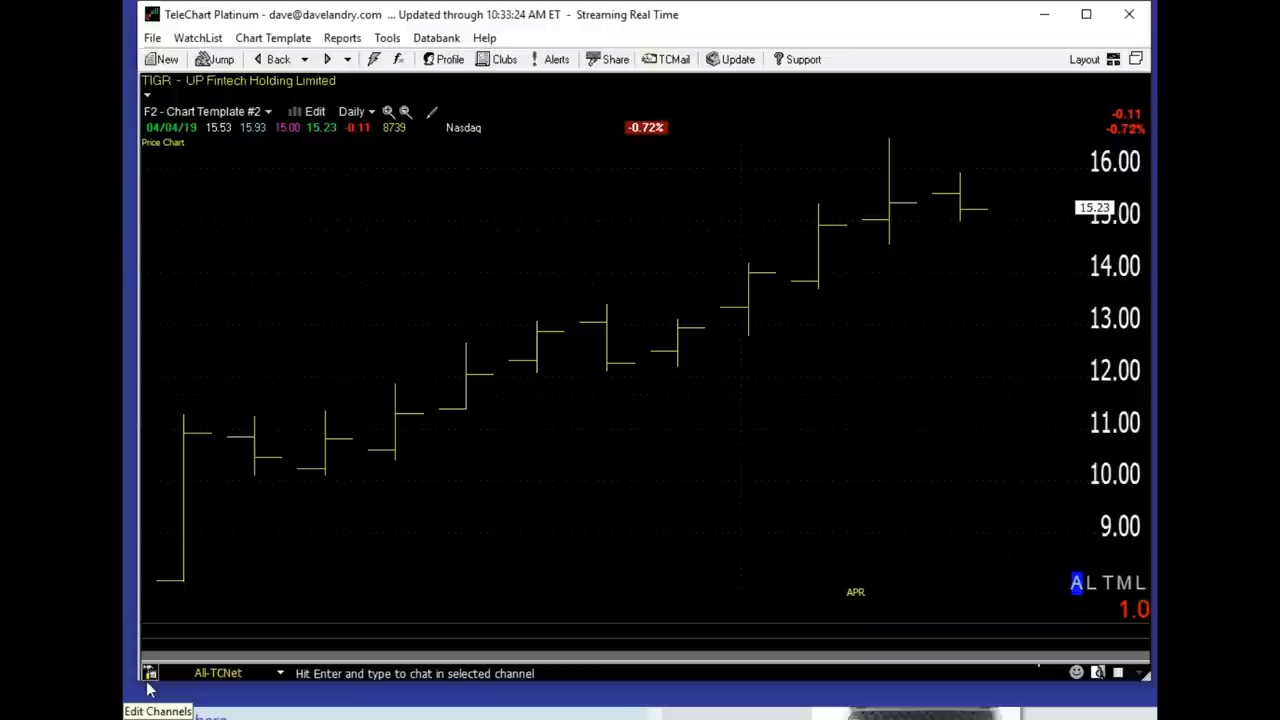 TeleChart Platinum - dave@davelandry.com ... Updated through 10:33:24 AM ET - Streaming Real Time
File WatchList Chart Template Reports Tools Databank Help
New Jump Back Profile Clubs Alerts Share TCMail Update Support Layout
TIGR - UP Fintech Holding Limited
F2 - Chart Template #2 Edit Daily
-0.11
04/04/19 15.53 15.93 15.00 15.23 -0.11 8739 Nasdaq -0.72% -0.72%
Price Chart
16.00
15.23
15.00
14.00
13.00
12.00
11.00
10.00
9.00
A L T M L
APR
1.0
All-TCNet Hit Enter and type to chat in selected channel
Edit Channels